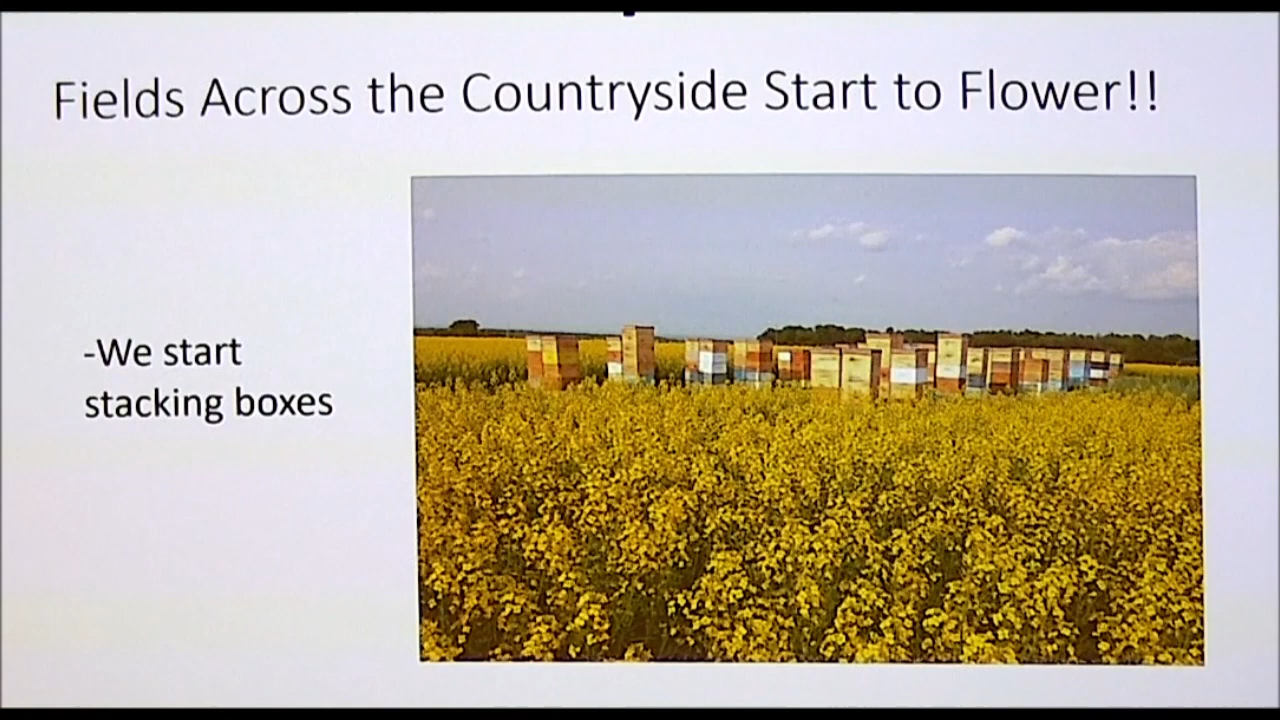 Fields Across the Countryside Start to Flower!!
-We start
stacking boxes